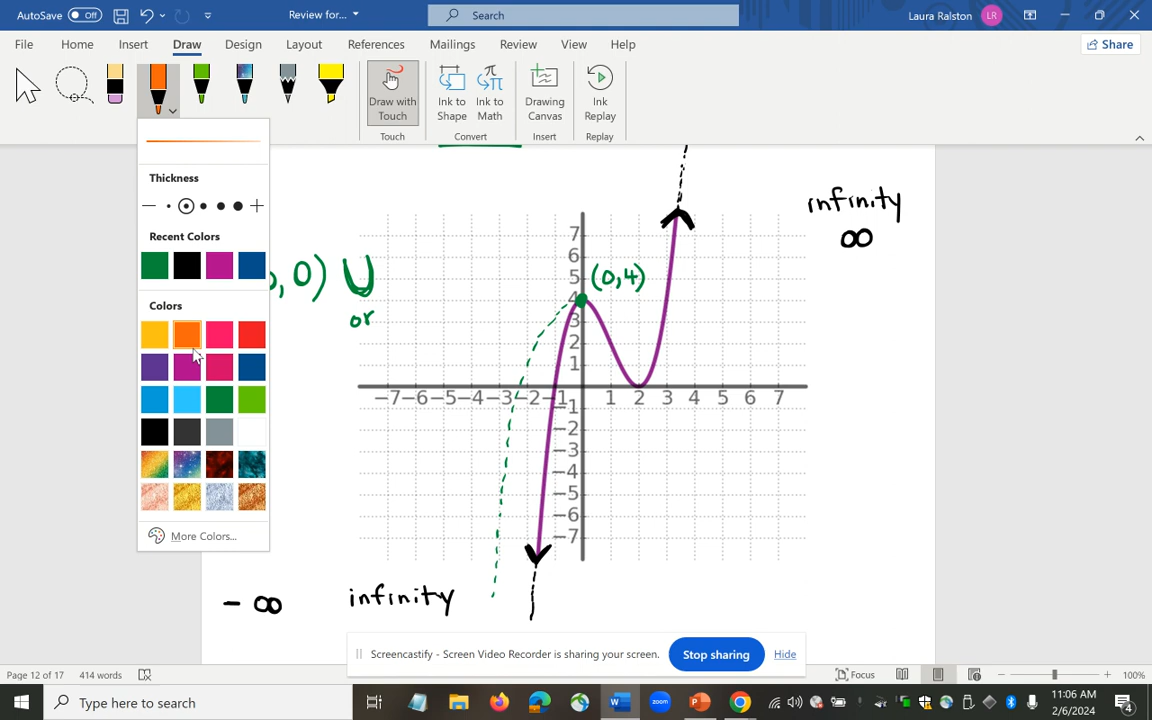 AutoSave Off Review for... Search Laura Ralston LR
File Home Insert Draw Design Layout References Mailings Review View Help Share
Draw with Touch Ink to Shape Ink to Math Drawing Canvas Ink Replay
Touch Convert Insert Replay
Thickness
Recent Colors
Colors
More Colors...
infinity
∞
, 0) U
or
(0,4)
7
6
5
4
3
2
1
−7 −6 −5 −4 −3 −2 −1 1 2 3 4 5 6 7
−1
−2
−3
−4
−5
−6
−7
- ∞ infinity
Screencastify - Screen Video Recorder is sharing your screen. Stop sharing Hide
Page 12 of 17 414 words Focus 100%
Type here to search 11:06 AM
2/6/2024 4